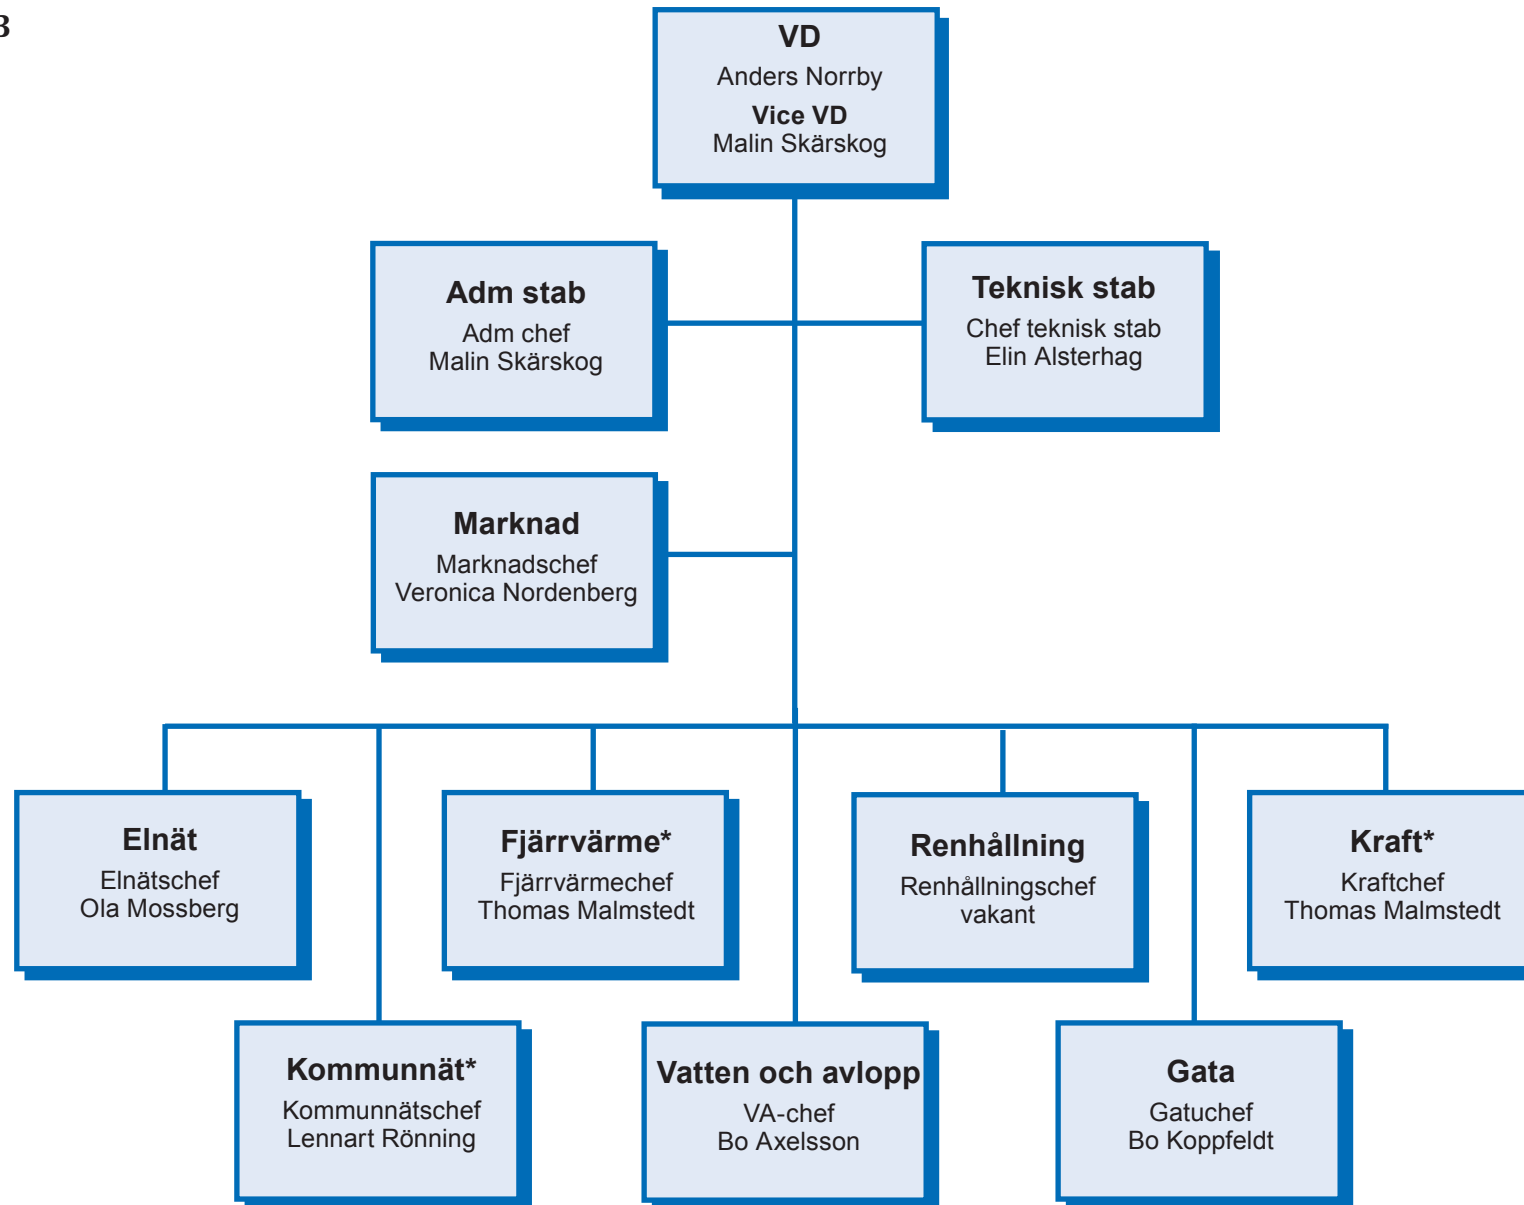 B
VD
Anders Norrby
Vice VD
Malin Skärskog
Adm stab
Adm chef
Malin Skärskog
Teknisk stab
Chef teknisk stab
Elin Alsterhag
Marknad
Marknadschef
Veronica Nordenberg
Elnät
Elnätschef
Ola Mossberg
Fjärrvärme*
Fjärrvärmechef
Thomas Malmstedt
Renhållning
Renhållningschef
vakant
Kraft*
Kraftchef
Thomas Malmstedt
Kommunnät*
Kommunnätschef
Lennart Rönning
Vatten och avlopp
VA-chef
Bo Axelsson
Gata
Gatuchef
Bo Koppfeldt